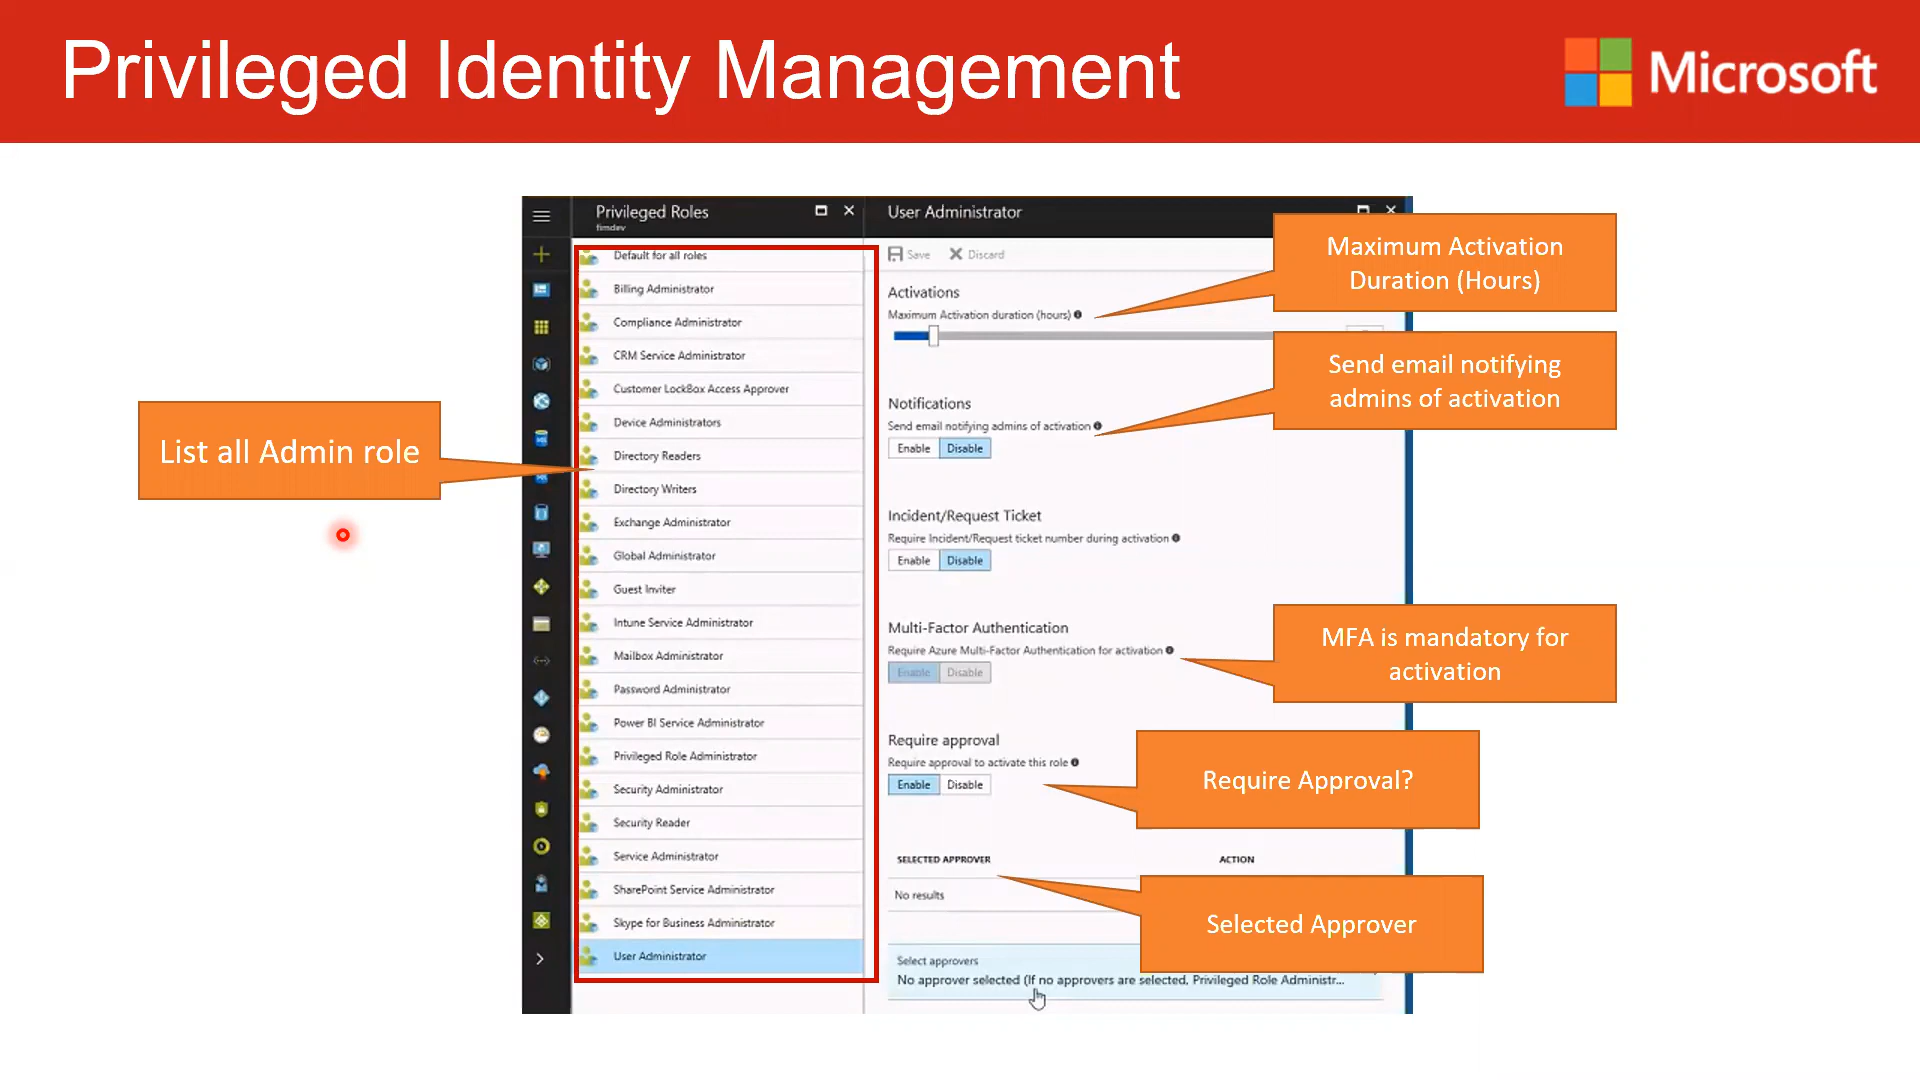 Privileged Identity Management
Microsoft
Privileged Roles
fimdev
Default for all roles
Billing Administrator
Compliance Administrator
CRM Service Administrator
Customer LockBox Access Approver
Device Administrators
Directory Readers
Directory Writers
Exchange Administrator
Global Administrator
Guest Inviter
Intune Service Administrator
Mailbox Administrator
Password Administrator
Power BI Service Administrator
Privileged Role Administrator
Security Administrator
Security Reader
Service Administrator
SharePoint Service Administrator
Skype for Business Administrator
User Administrator
List all Admin role
User Administrator
Save Discard
Activations
Maximum Activation duration (hours)
Notifications
Send email notifying admins of activation
Enable Disable
Incident/Request Ticket
Require Incident/Request ticket number during activation
Enable Disable
Multi-Factor Authentication
Require Azure Multi-Factor Authentication for activation
Enable Disable
Require approval
Require approval to activate this role
Enable Disable
SELECTED APPROVER ACTION
No results
Select approvers
No approver selected (If no approvers are selected, Privileged Role Administr...
Maximum Activation
Duration (Hours)
Send email notifying
admins of activation
MFA is mandatory for
activation
Require Approval?
Selected Approver